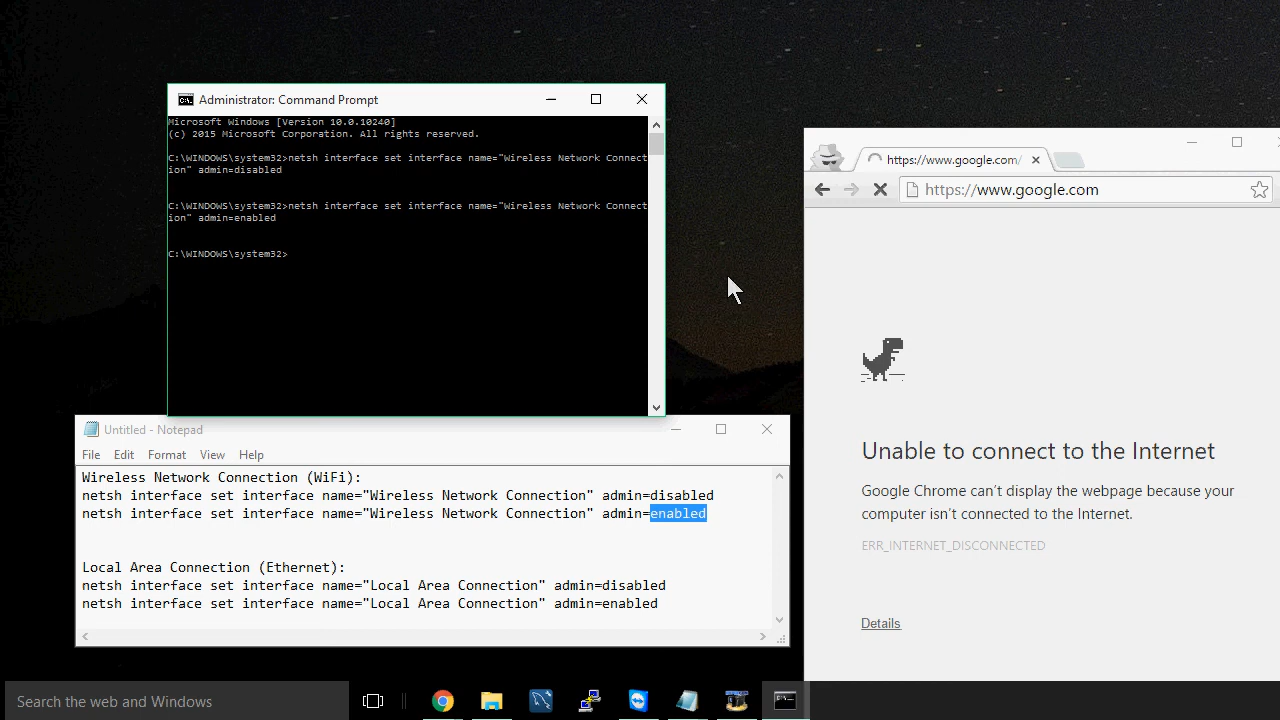 Administrator: Command Prompt
Microsoft Windows [Version 10.0.10240]
(c) 2015 Microsoft Corporation. All rights reserved.
C:\WINDOWS\system32>netsh interface set interface name="Wireless Network Connect
ion" admin=disabled
C:\WINDOWS\system32>netsh interface set interface name="Wireless Network Connect
ion" admin=enabled
C:\WINDOWS\system32>
https://www.google.com/
https://www.google.com
Unable to connect to the Internet
Google Chrome can't display the webpage because your
computer isn't connected to the Internet.
ERR_INTERNET_DISCONNECTED
Details
Untitled - Notepad
File Edit Format View Help
Wireless Network Connection (WiFi):
netsh interface set interface name="Wireless Network Connection" admin=disabled
netsh interface set interface name="Wireless Network Connection" admin=enabled
Local Area Connection (Ethernet):
netsh interface set interface name="Local Area Connection" admin=disabled
netsh interface set interface name="Local Area Connection" admin=enabled
Search the web and Windows